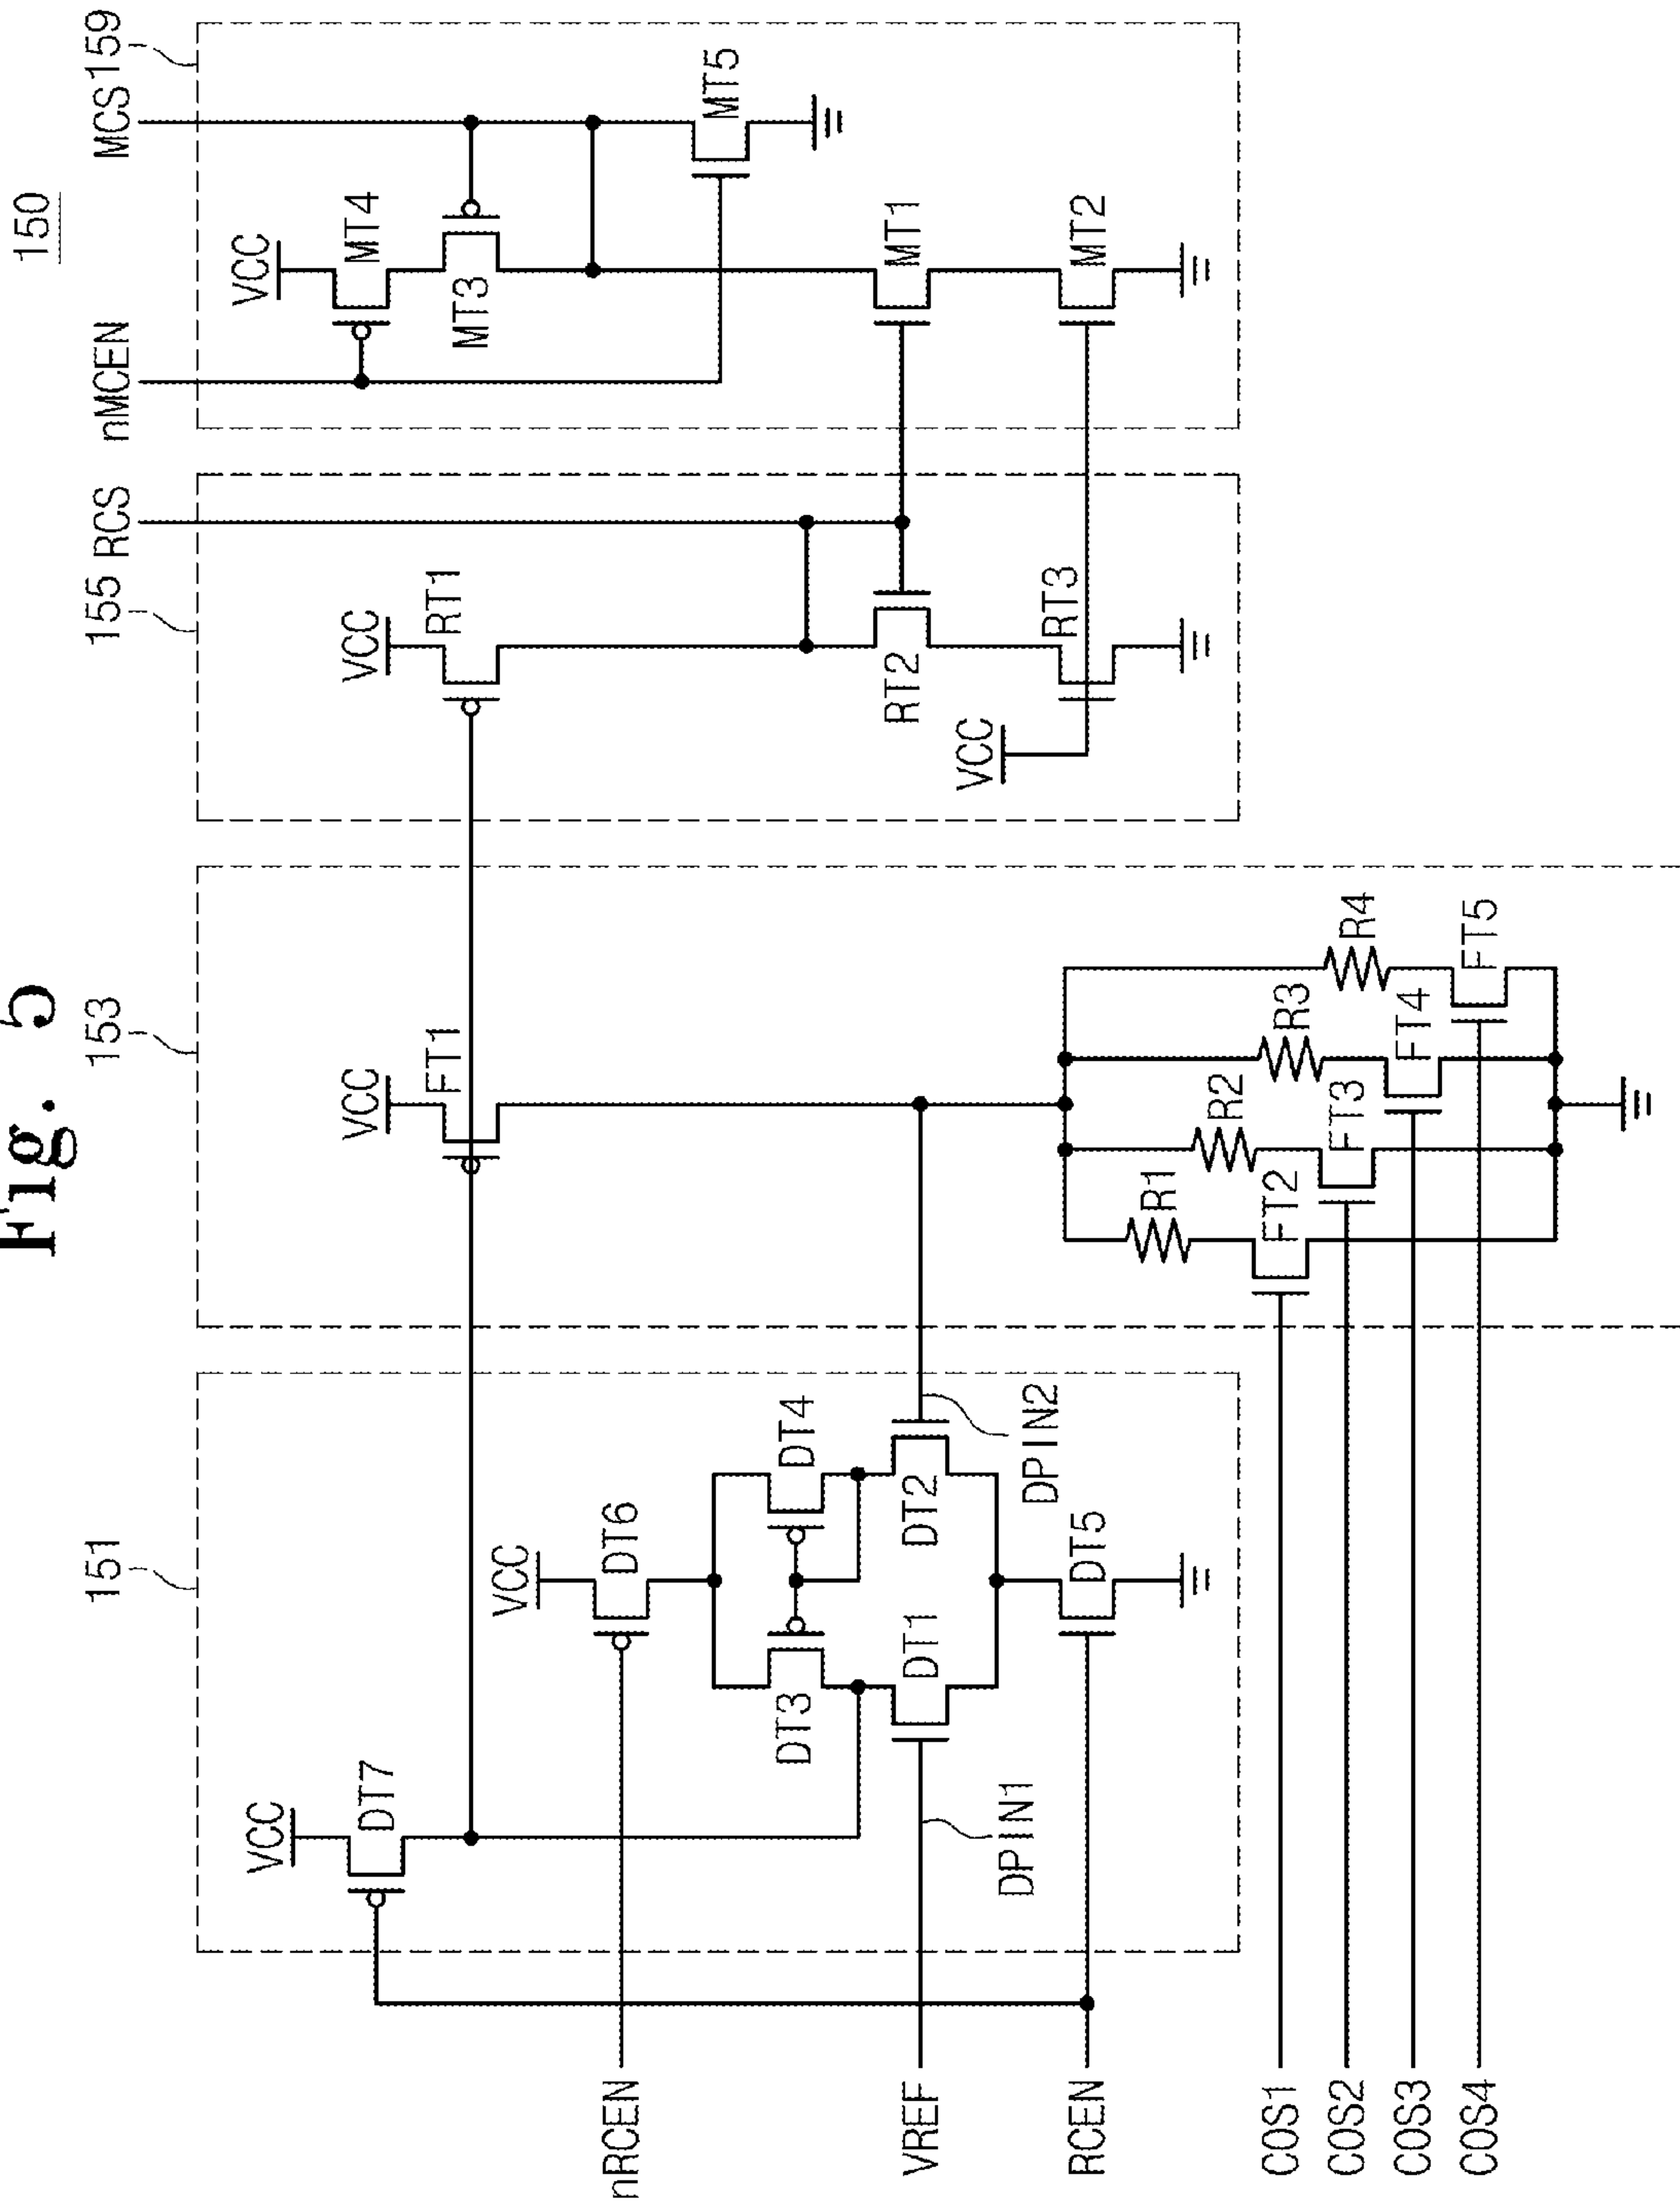 Fig. 5
150
151
153
155
RCS
nMCEN
MCS
159
VCC
DT7
VCC
DT6
DT3
DT4
DT1
DT2
DPIN1
DPIN2
DT5
nRCEN
VREF
RCEN
COS1
COS2
COS3
COS4
VCC
FT1
R1
R2
R3
R4
FT2
FT3
FT4
FT5
VCC
RT1
RT2
VCC
RT3
VCC
MT4
MT3
MT5
MT1
MT2